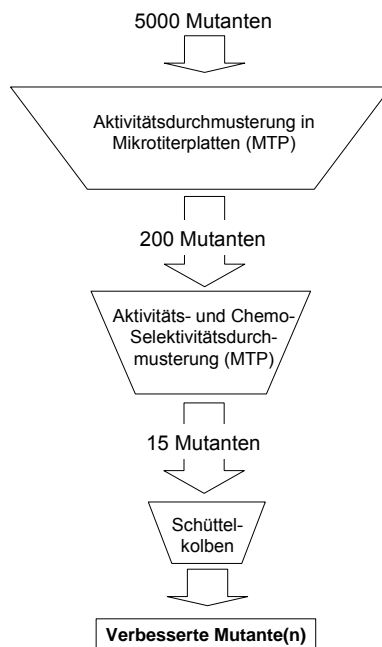 5000 Mutanten
Aktivitätsdurchmusterung in
Mikrotiterplatten (MTP)
200 Mutanten
Aktivitäts- und Chemo-
Selektivitätsdurch-
musterung (MTP)
15 Mutanten
Schüttel-
kolben
Verbesserte Mutante(n)